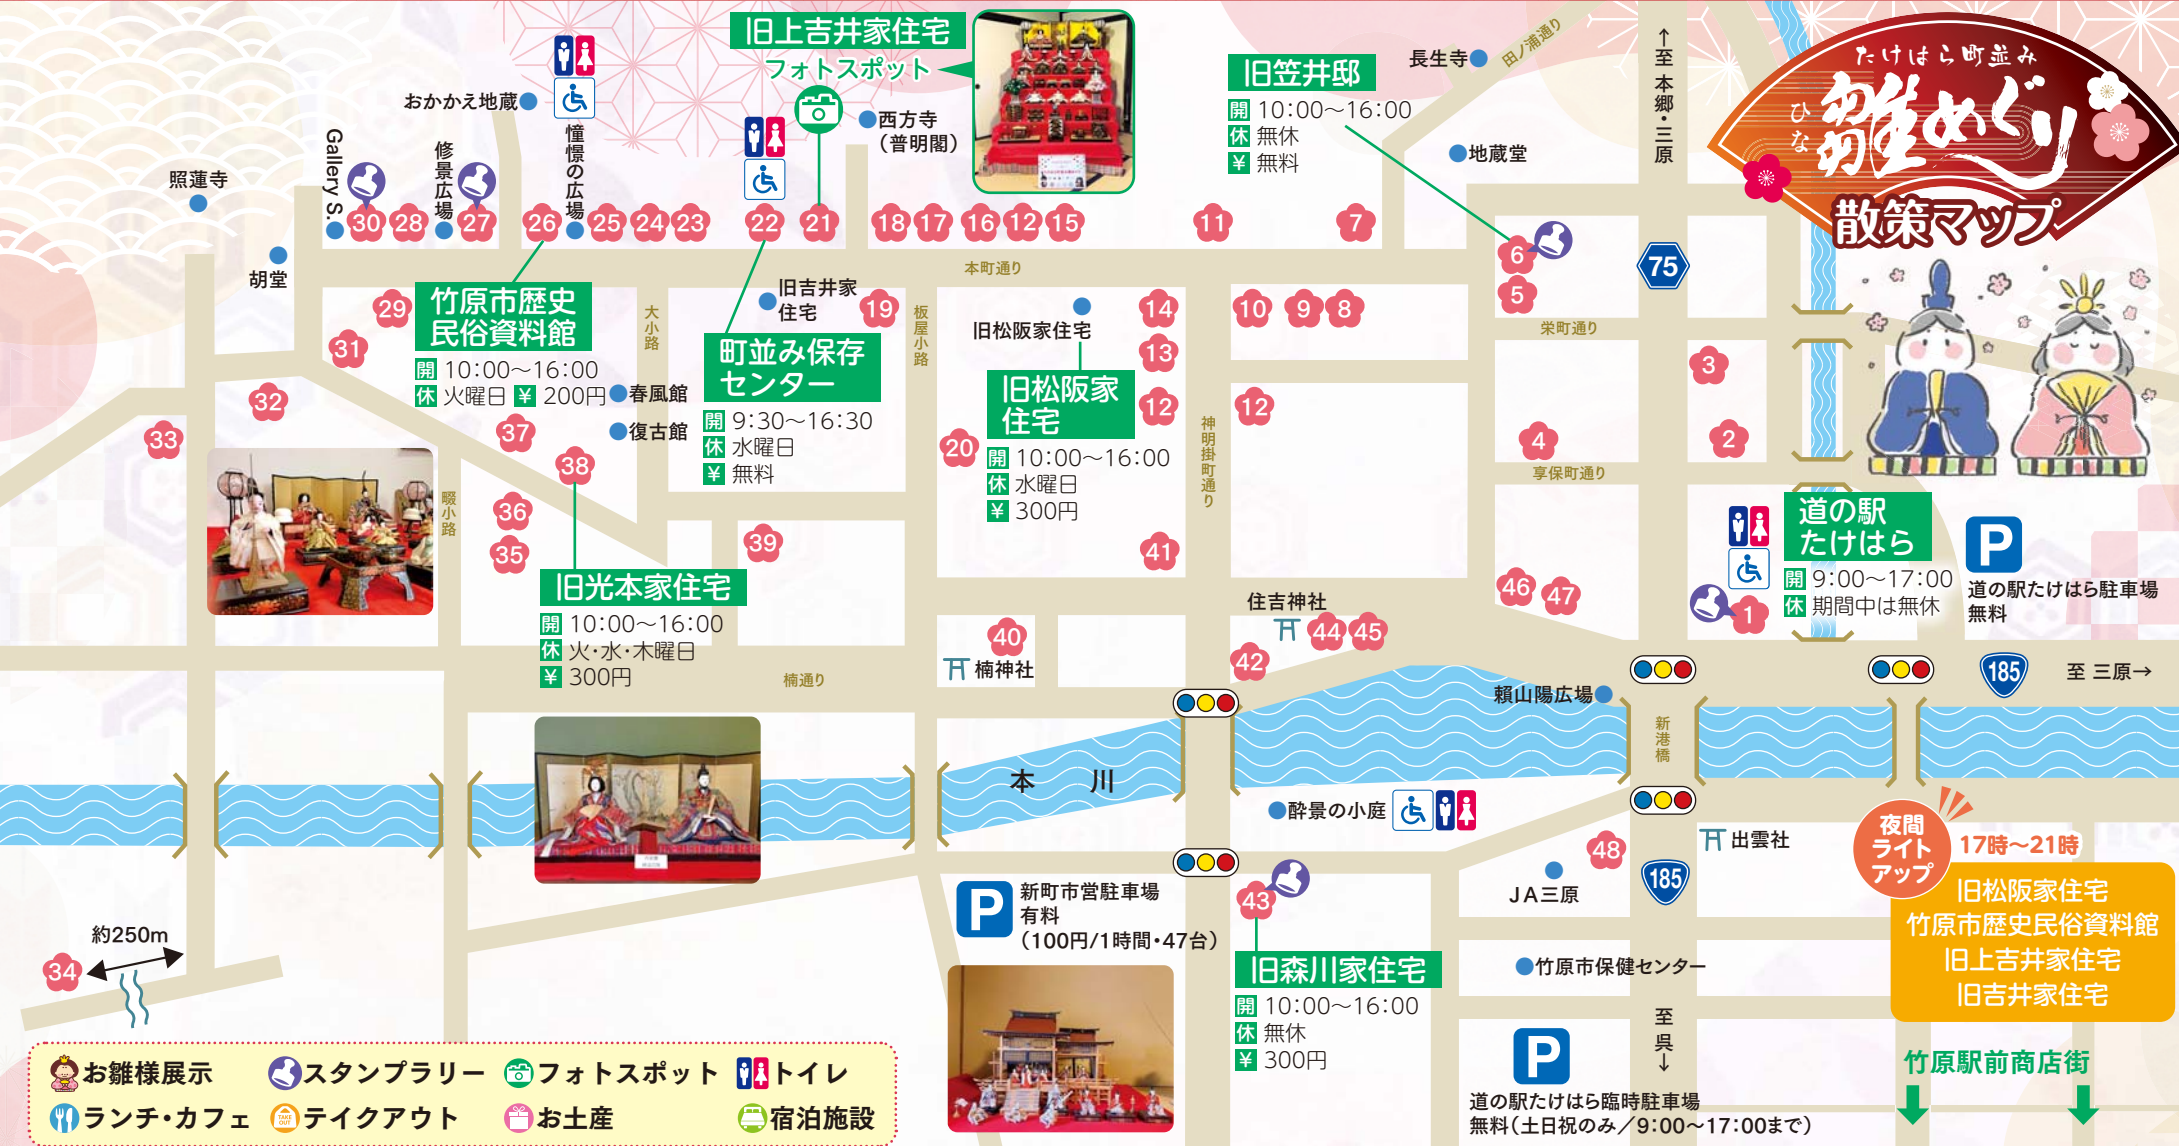 たけはら町並み
雛めぐり
ひな
散策マップ
旧上吉井家住宅
フォトスポット
西方寺
（普明閣）
おかかえ地蔵
憧憬の広場
修景広場
Gallery S.
照蓮寺
胡堂
30
28
27
26
25
24
23
22
21
18
17
16
12
15
11
7
旧笠井邸
開 10：00～16：00
休 無休
¥ 無料
長生寺
田ノ浦通り
地蔵堂
↑至 本郷・三原
75
6
5
本町通り
栄町通り
享保町通り
29
31
32
33
竹原市歴史
民俗資料館
開 10：00～16：00
休 火曜日 ¥ 200円
大小路
春風館
復古館
旧吉井家
住宅
19
板屋小路
町並み保存
センター
開 9：30～16：30
休 水曜日
¥ 無料
旧松阪家住宅
旧松阪家
住宅
開 10：00～16：00
休 水曜日
¥ 300円
14
13
12
20
41
神明掛町通り
10
9
8
12
3
2
4
37
38
36
35
39
畷小路
旧光本家住宅
開 10：00～16：00
休 火・水・木曜日
¥ 300円
楠通り
40
楠神社
住吉神社
44
45
42
46
47
道の駅
たけはら
開 9：00～17：00
休 期間中は無休
1
P
道の駅たけはら駐車場
無料
185
至 三原→
頼山陽広場
新港橋
本川
酔景の小庭
出雲社
48
JA三原
185
43
旧森川家住宅
開 10：00～16：00
休 無休
¥ 300円
P
新町市営駐車場
有料
（100円/1時間・47台）
竹原市保健センター
至 呉→
P
道の駅たけはら臨時駐車場
無料（土日祝のみ／9：00～17：00まで）
夜間
ライト
アップ
17時～21時
旧松阪家住宅
竹原市歴史民俗資料館
旧上吉井家住宅
旧吉井家住宅
竹原駅前商店街
約250m
34
お雛様展示
スタンプラリー
フォトスポット
トイレ
ランチ・カフェ
TAKE OUT
テイクアウト
お土産
宿泊施設